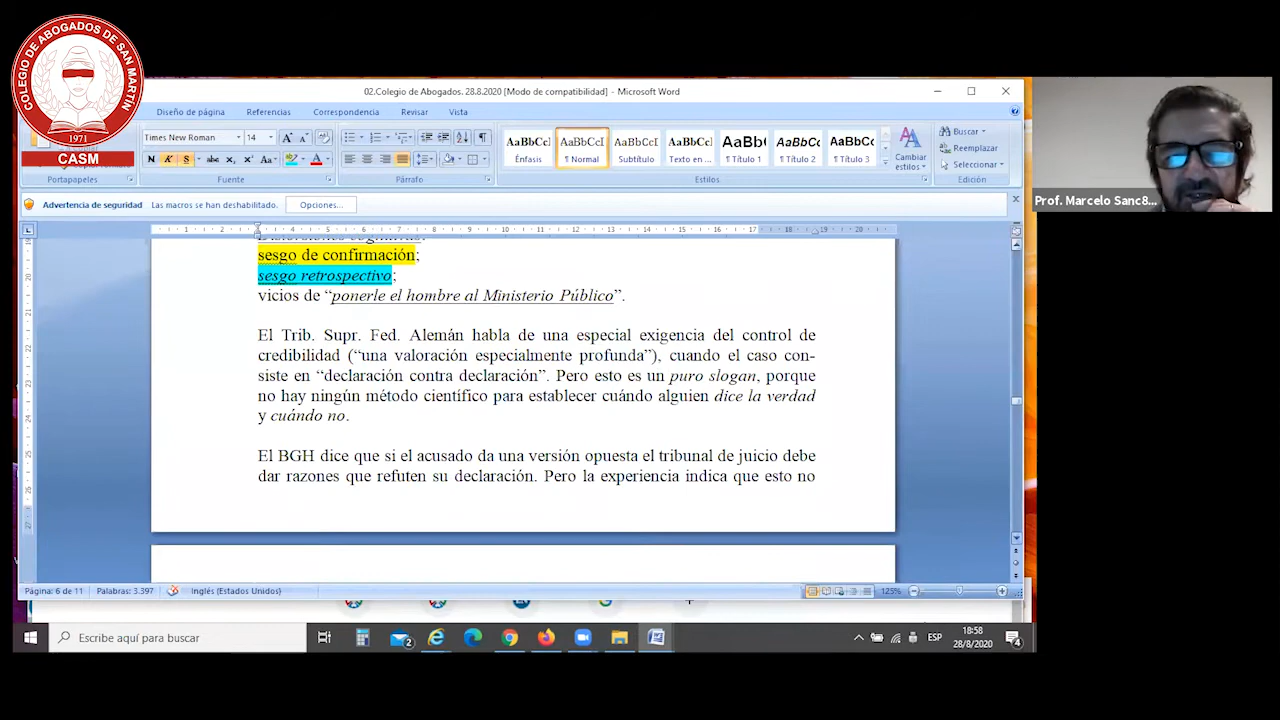 COLEGIO DE ABOGADOS DE SAN MARTÍN
1971
CASM
02.Colegio de Abogados. 28.8.2020 [Modo de compatibilidad] - Microsoft Word
Diseño de página Referencias Correspondencia Revisar Vista
Times New Roman 14
Portapapeles
Fuente
Párrafo
AaBbCcI AaBbCcI AaBbCcI AaBbCc AaBb( AaBbCc AaBbCc
Énfasis ¶ Normal Subtítulo Texto en ... ¶ Título 1 ¶ Título 2 ¶ Título 3
Cambiar estilos
Estilos
Buscar
Reemplazar
Seleccionar
Edición
Advertencia de seguridad Las macros se han deshabilitado. Opciones...
sesgo de confirmación;
sesgo retrospectivo;
vicios de “ponerle el hombre al Ministerio Público”.
El Trib. Supr. Fed. Alemán habla de una especial exigencia del control de
credibilidad (“una valoración especialmente profunda”), cuando el caso con-
siste en “declaración contra declaración”. Pero esto es un puro slogan, porque
no hay ningún método científico para establecer cuándo alguien dice la verdad
y cuándo no.
El BGH dice que si el acusado da una versión opuesta el tribunal de juicio debe
dar razones que refuten su declaración. Pero la experiencia indica que esto no
Página: 6 de 11 Palabras: 3.397 Inglés (Estados Unidos) 125%
Escribe aquí para buscar
2
ESP
18:58
28/8/2020
4
Prof. Marcelo Sanc8...